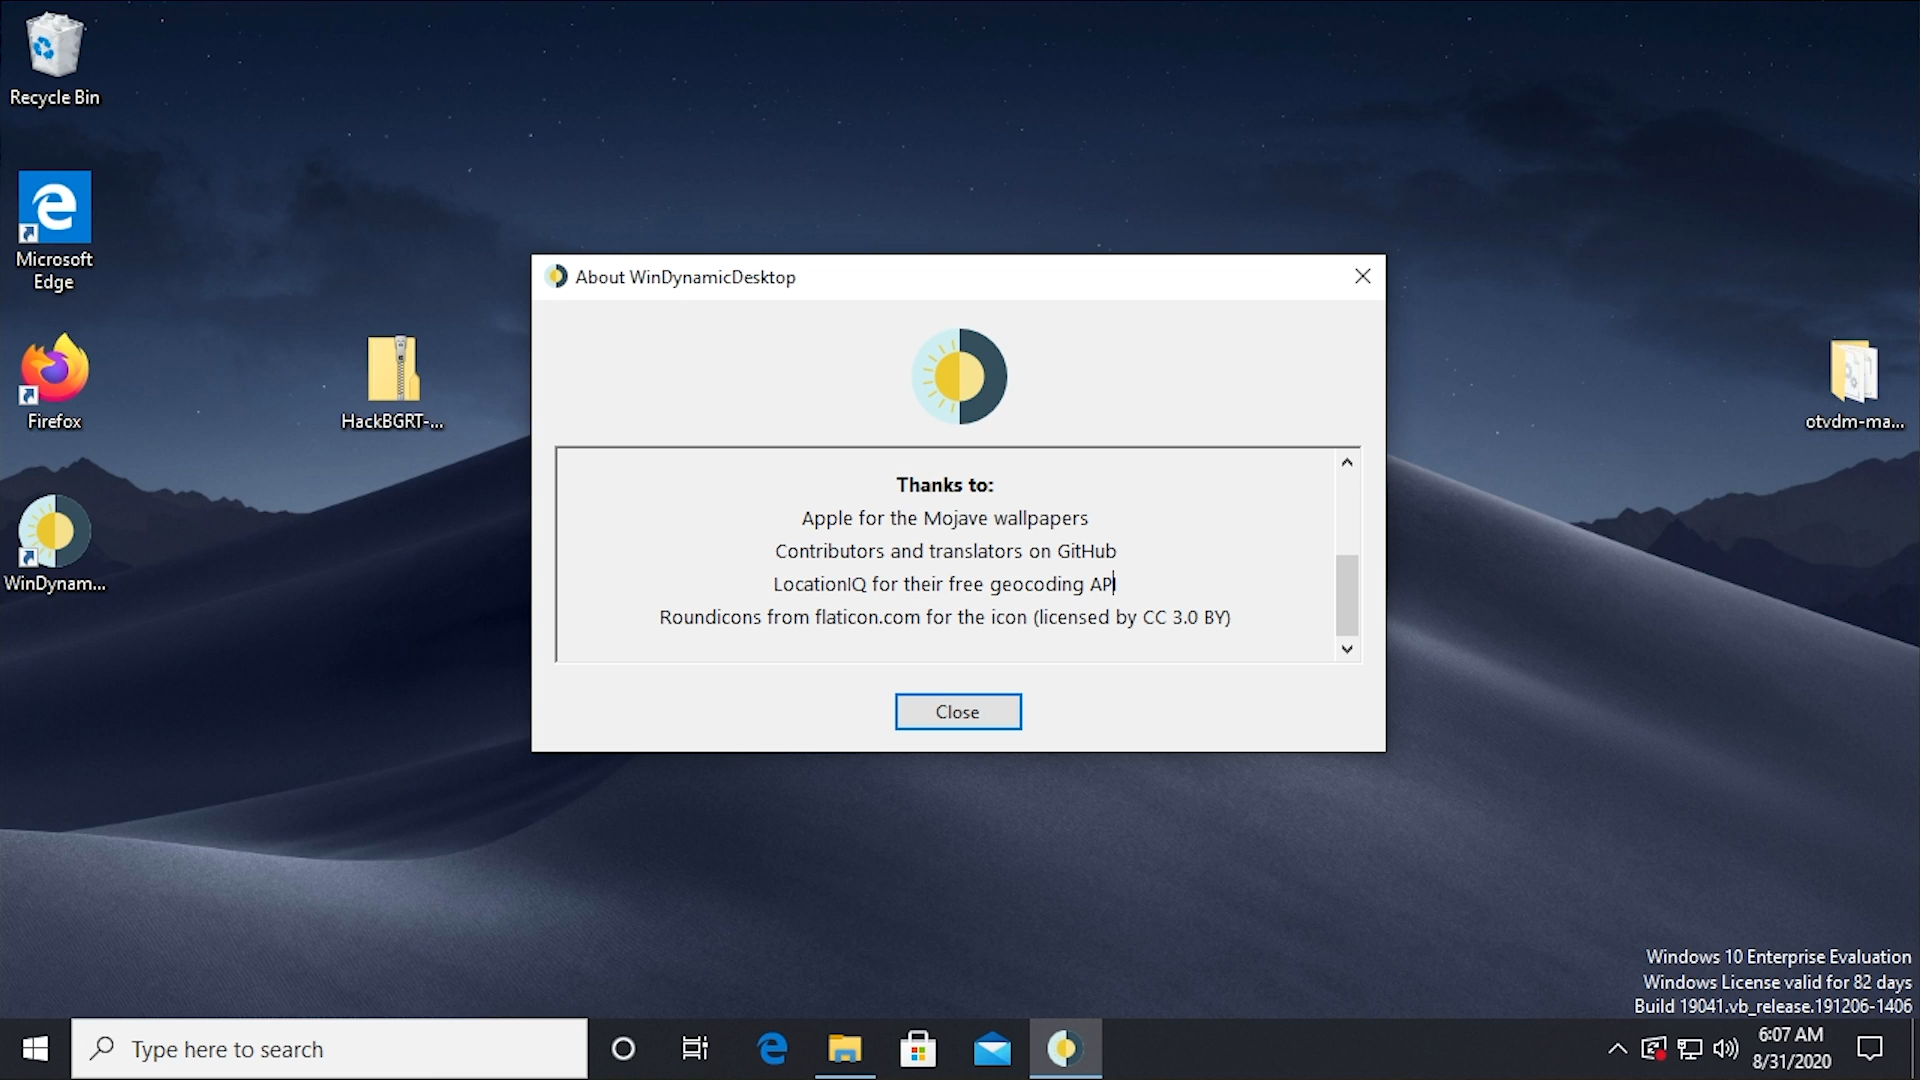 Recycle Bin
Microsoft
Edge
Firefox
HackBGRT-...
WinDynam...
otvdm-ma...
About WinDynamicDesktop
Thanks to:
Apple for the Mojave wallpapers
Contributors and translators on GitHub
LocationIQ for their free geocoding API
Roundicons from flaticon.com for the icon (licensed by CC 3.0 BY)
Close
Windows 10 Enterprise Evaluation
Windows License valid for 82 days
Build 19041.vb_release.191206-1406
Type here to search
6:07 AM
8/31/2020